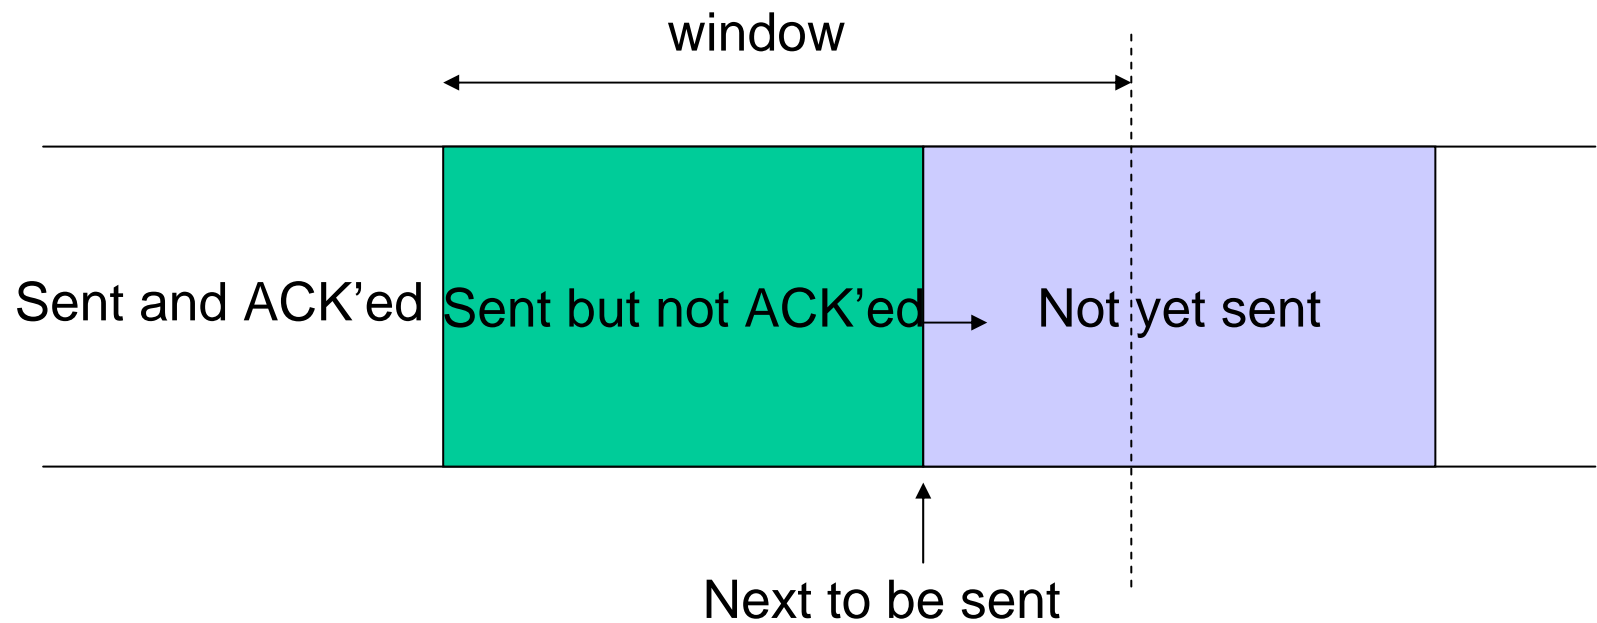 window
Sent and ACK’ed
Sent but not ACK’ed
Not yet sent
Next to be sent